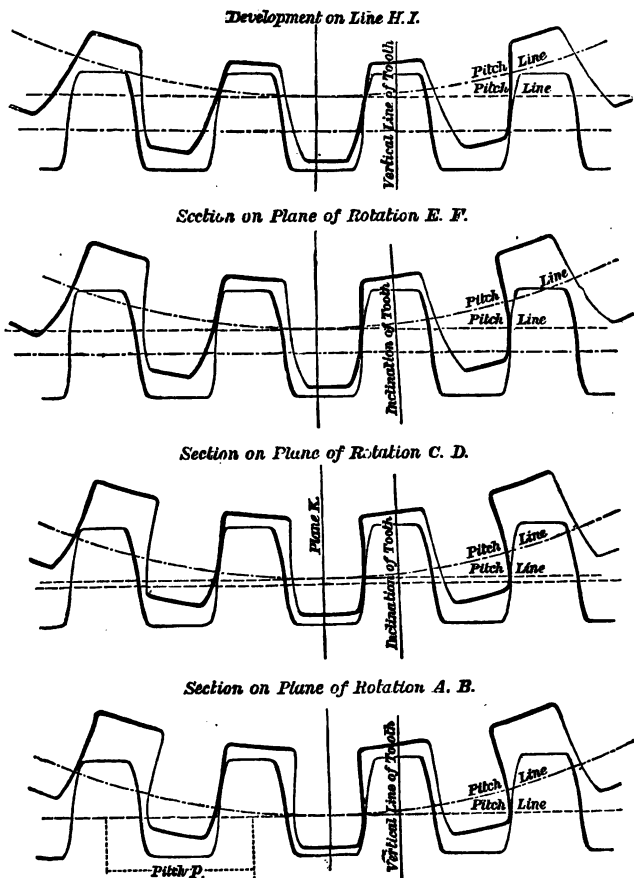 Development on Line H. I.
Pitch Line
Pitch Line
Vertical Line of Tooth
Section on Plane of Rotation E. F.
Pitch Line
Pitch Line
Inclination of Tooth
Section on Plane of Rotation C. D.
Plane K.
Pitch Line
Pitch Line
Inclination of Tooth
Section on Plane of Rotation A. B.
Pitch Line
Pitch Line
Vertical Line of Tooth
Pitch p.